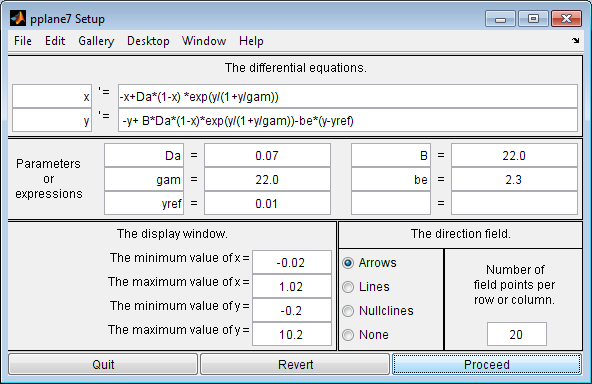 pplane7 Setup
File Edit Gallery Desktop Window Help
The differential equations.
x ' = -x+Da*(1-x) *exp(y/(1+y/gam))
y ' = -y+ B*Da*(1-x)*exp(y/(1+y/gam))-be*(y-yref)
Parameters
or
expressions
Da = 0.07 B = 22.0
gam = 22.0 be = 2.3
yref = 0.01 =
The display window.
The minimum value of x = -0.02
The maximum value of x = 1.02
The minimum value of y = -0.2
The maximum value of y = 10.2
The direction field.
Arrows
Lines
Nullclines
None
Number of
field points per
row or column.
20
Quit Revert Proceed